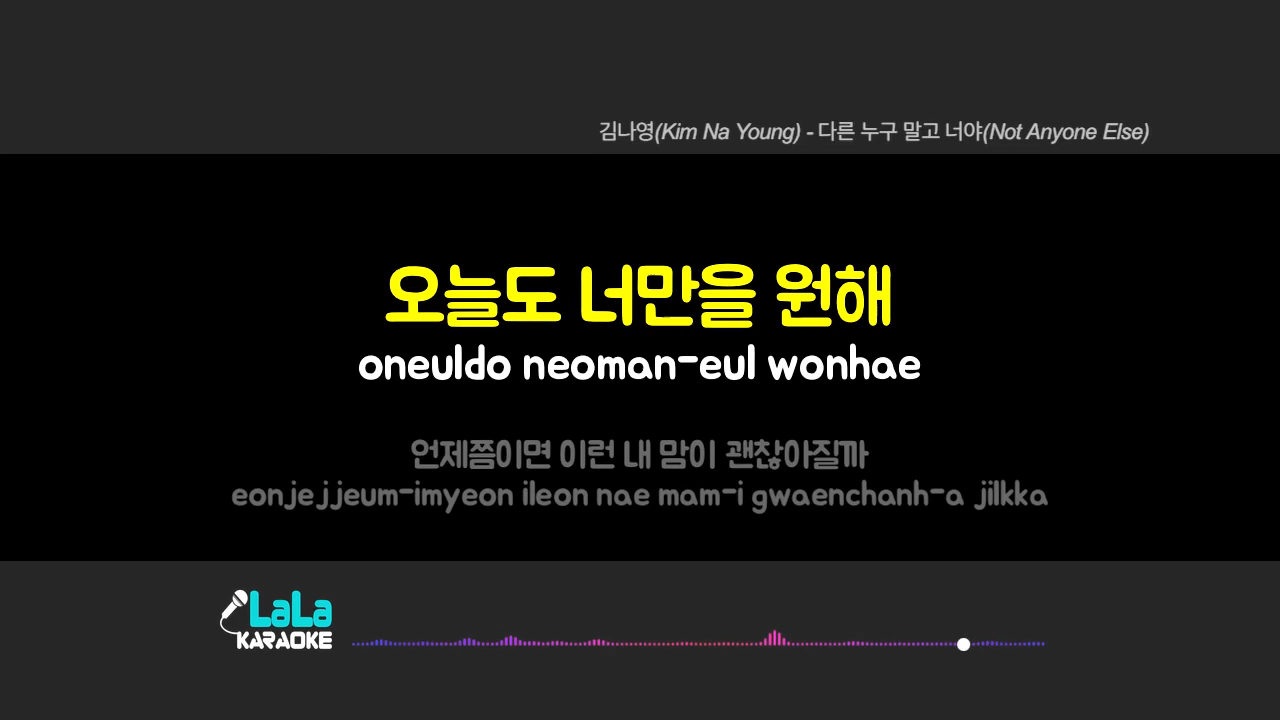 김나영(Kim Na Young) - 다른 누구 말고 너야(Not Anyone Else)
오늘도 너만을 원해
oneuldo neoman-eul wonhae
언제쯤이면 이런 내 맘이 괜찮아질까
eonjejjeum-imyeon ileon nae mam-i gwaenchanh-a jilkka
LaLa
KARAOKE